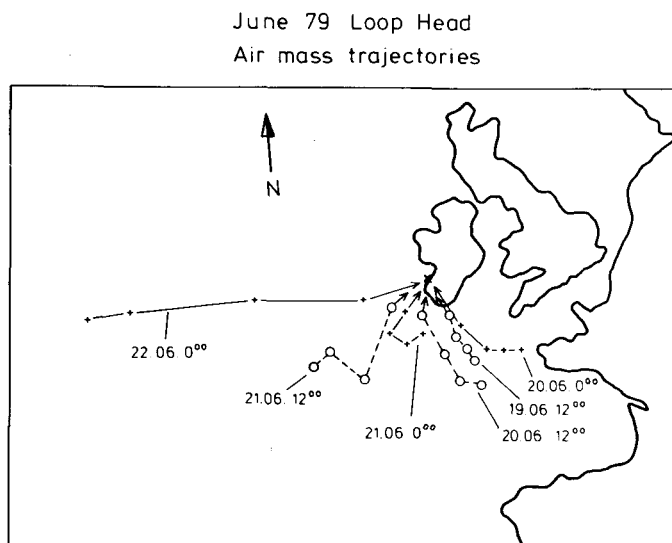 June 79 Loop Head
Air mass trajectories
N
22.06. 0⁰⁰
21.06. 12⁰⁰
21.06 0⁰⁰
20.06. 0⁰⁰
19.06 12⁰⁰
20.06 12⁰⁰